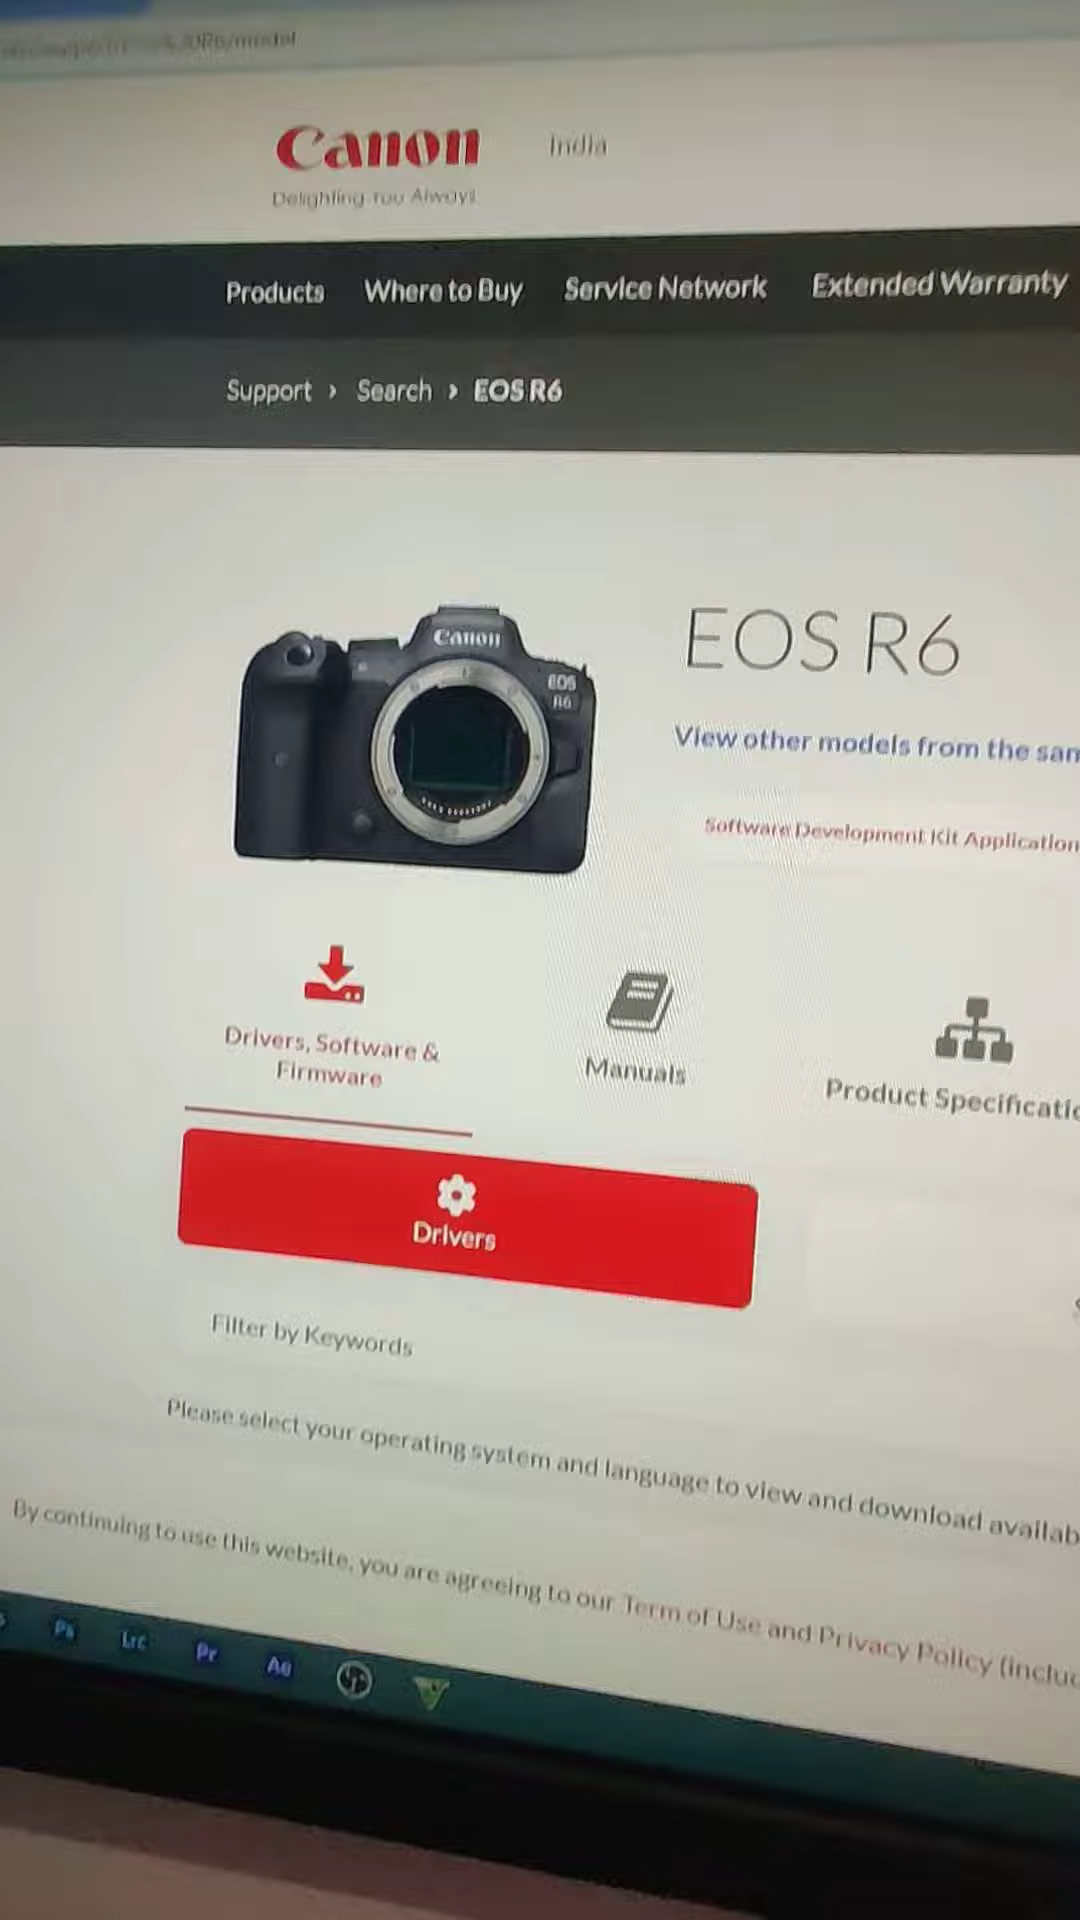 Canon India
Delighting You Always
Products Where to Buy Service Network Extended Warranty
Support › Search › EOS R6
Canon
EOS
R6
EOS R6
View other models from the
Software Development Kit Application
Drivers, Software &
Firmware
Manuals
Product
Drivers
Filter by Keywords
Please select your operating system and language to view and download
By continuing to use this website, you are agreeing to our Term of Use and Privacy Policy
Ps Lrc Pr Ae